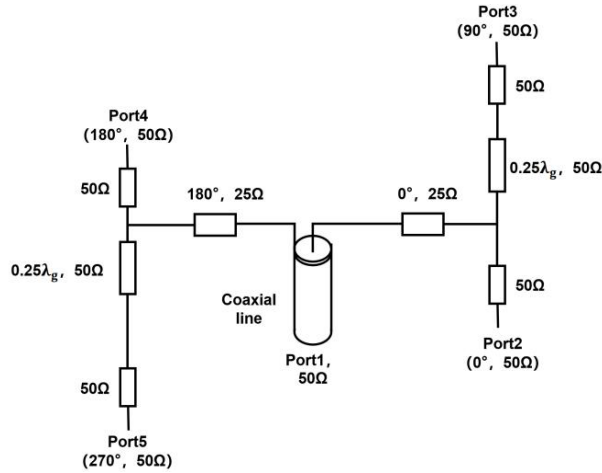 Port3
(90°, 50Ω)
50Ω
0.25λg, 50Ω
Port4
(180°, 50Ω)
50Ω
180°, 25Ω
0°, 25Ω
0.25λg, 50Ω
Coaxial
line
50Ω
Port2
(0°, 50Ω)
Port1,
50Ω
50Ω
Port5
(270°, 50Ω)